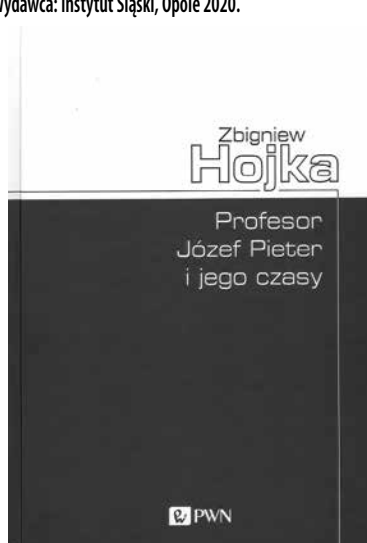 Wydawca: Instytut Śląski, Opole 2020.
Zbigniew
Hojka
Profesor
Józef Pieter
i jego czasy
PWN